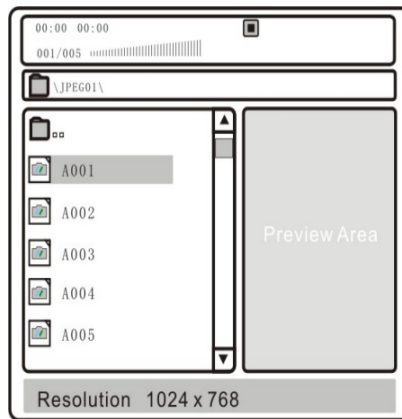 00:00 00:00
001/005
\JPEG01\
A001
A002
A003
A004
A005
Preview Area
Resolution 1024 x 768